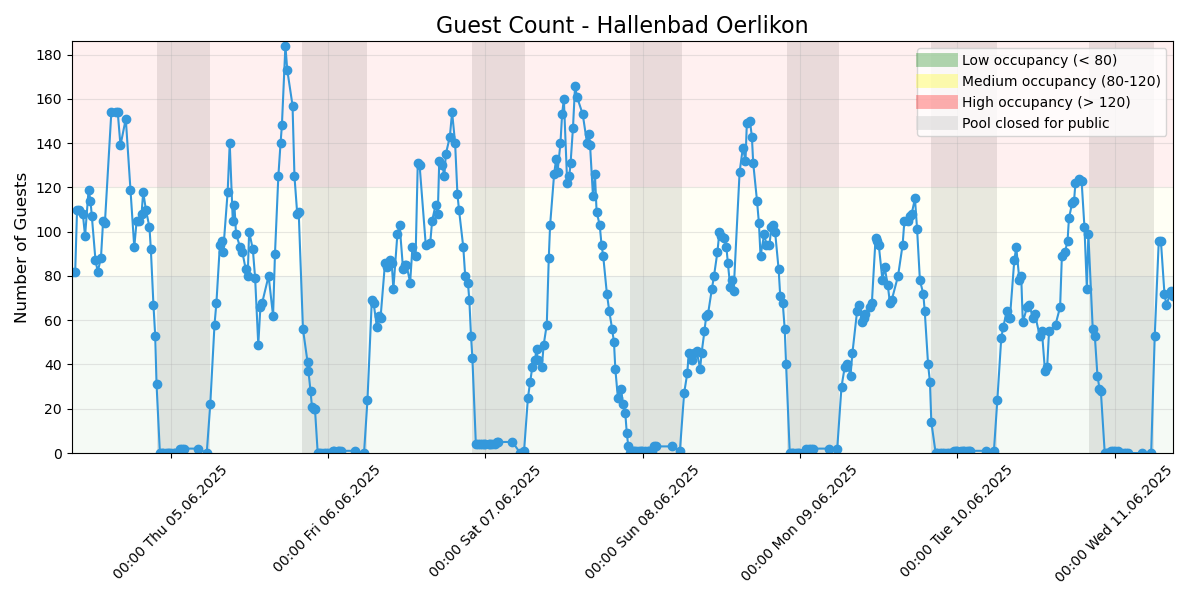 Guest Count - Hallenbad Oerlikon
Number of Guests
180
160
140
120
100
80
60
40
20
0
Low occupancy (< 80)
Medium occupancy (80-120)
High occupancy (> 120)
Pool closed for public
00:00 Thu 05.06.2025
00:00 Fri 06.06.2025
00:00 Sat 07.06.2025
00:00 Sun 08.06.2025
00:00 Mon 09.06.2025
00:00 Tue 10.06.2025
00:00 Wed 11.06.2025